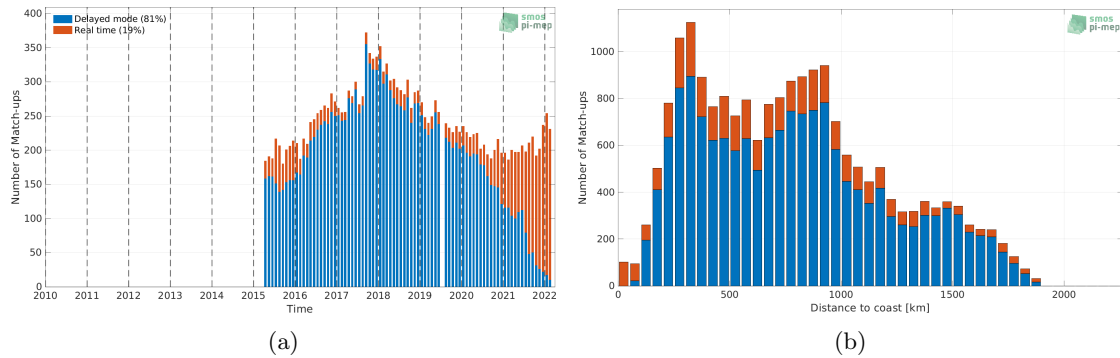 Delayed mode (81%)
Real time (19%)
smos
pi-mep
Number of Match-ups
400
350
300
250
200
150
100
50
0
2010 2011 2012 2013 2014 2015 2016 2017 2018 2019 2020 2021 2022
Time
(a)
smos
pi-mep
Number of Match-ups
1000
800
600
400
200
0
0 500 1000 1500 2000
Distance to coast [km]
(b)